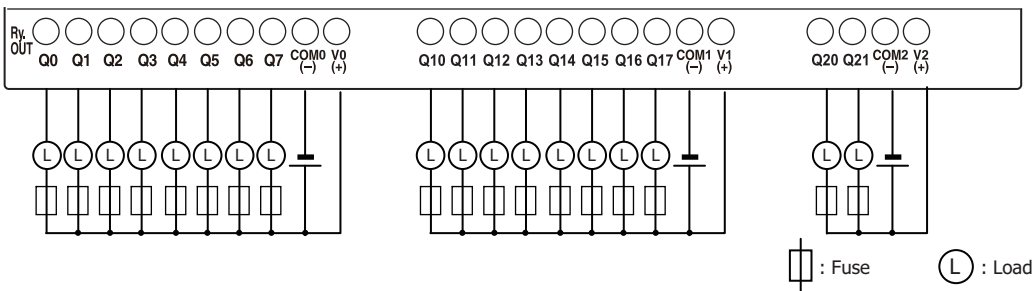 Ry.
OUT
Q0 Q1 Q2 Q3 Q4 Q5 Q6 Q7 COM0 (–) V0 (+)
Q10 Q11 Q12 Q13 Q14 Q15 Q16 Q17 COM1 (–) V1 (+)
Q20 Q21 COM2 (–) V2 (+)
L L L L L L L L
L L L L L L L L
L L
: Fuse
L : Load